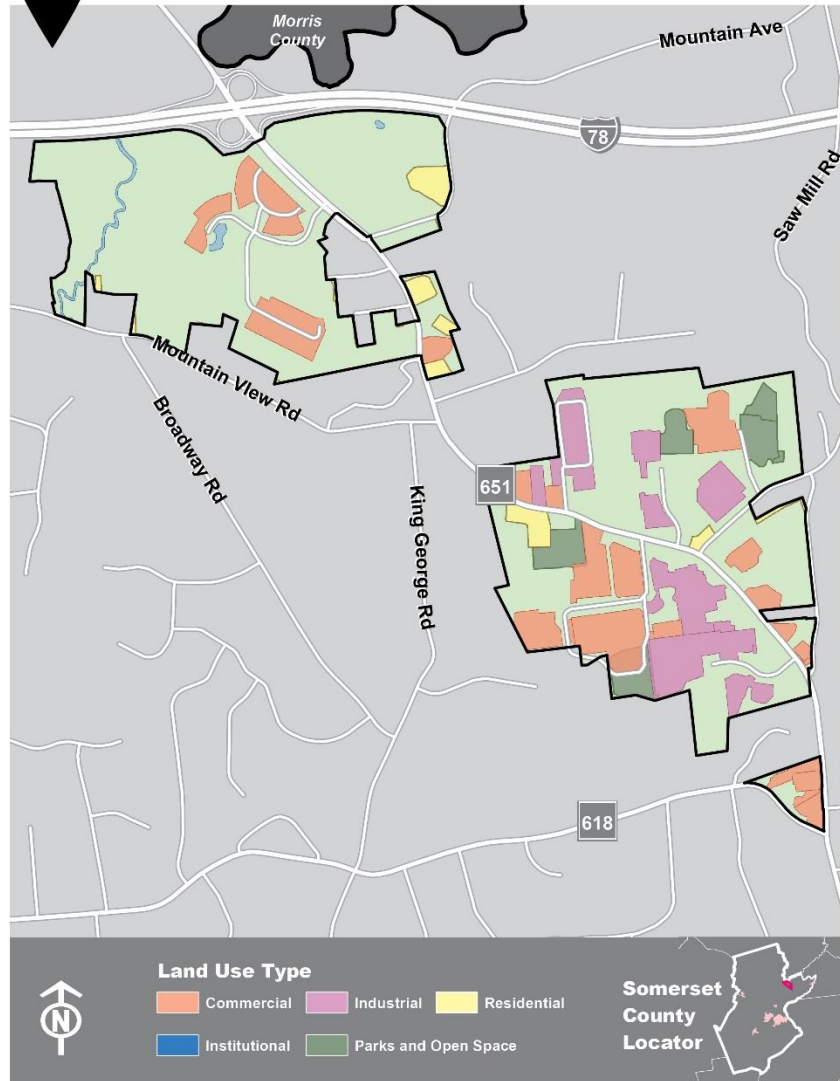 Morris
County
Mountain Ave
78
Saw Mill Rd
Mountain VIew Rd
Broadway Rd
651
King George Rd
618
N
Land Use Type
Commercial
Industrial
Residential
Institutional
Parks and Open Space
Somerset
County
Locator